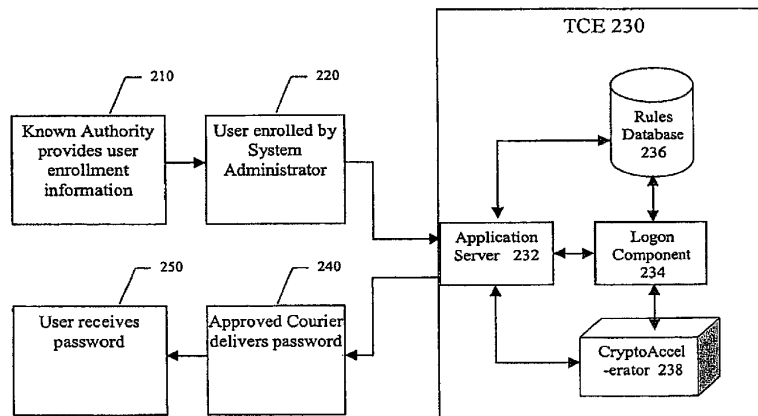 TCE 230
210
220
Known Authority
provides user
enrollment
information
User enrolled by
System
Administrator
Rules
Database
236
Application
Server 232
Logon
Component
234
250
240
User receives
password
Approved Courier
delivers password
CryptoAccel
-erator 238